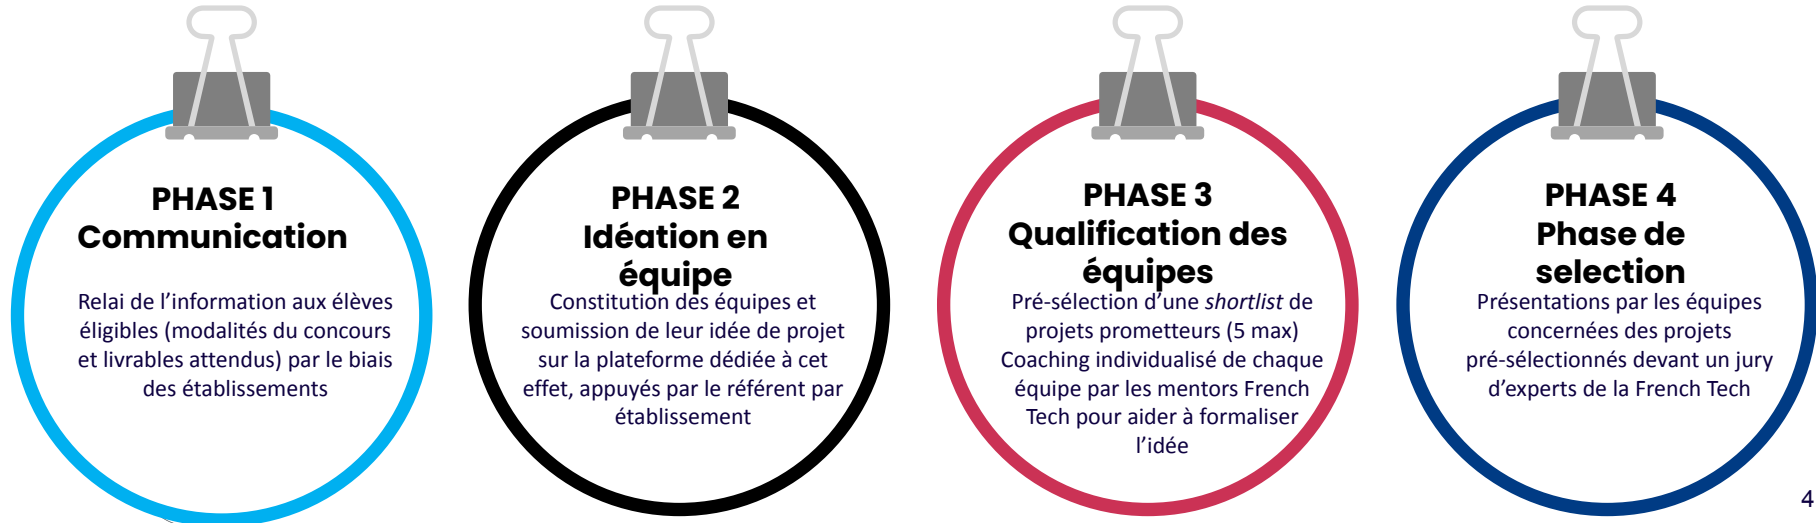 PHASE 1
Communication
Relai de l’information aux élèves
éligibles (modalités du concours
et livrables attendus) par le biais
des établissements
PHASE 2
Idéation en
équipe
Constitution des équipes et
soumission de leur idée de projet
sur la plateforme dédiée à cet
effet, appuyés par le référent par
établissement
PHASE 3
Qualification des
équipes
Pré-sélection d’une shortlist de
projets prometteurs (5 max)
Coaching individualisé de chaque
équipe par les mentors French
Tech pour aider à formaliser
l’idée
PHASE 4
Phase de
selection
Présentations par les équipes
concernées des projets
pré-sélectionnés devant un jury
d’experts de la French Tech
4